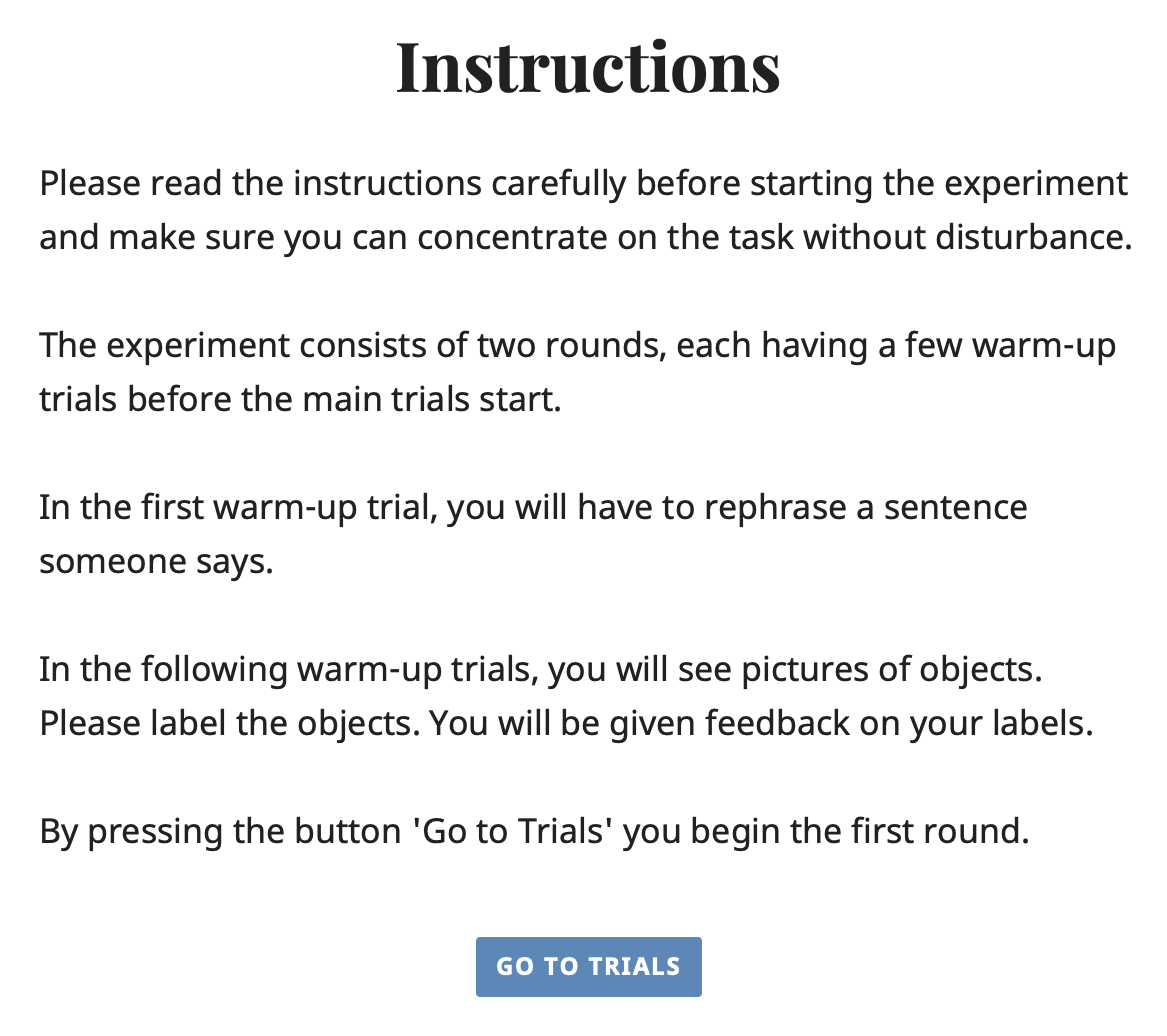 Instructions
Please read the instructions carefully before starting the experiment
and make sure you can concentrate on the task without disturbance.
The experiment consists of two rounds, each having a few warm-up
trials before the main trials start.
In the first warm-up trial, you will have to rephrase a sentence
someone says.
In the following warm-up trials, you will see pictures of objects.
Please label the objects. You will be given feedback on your labels.
By pressing the button 'Go to Trials' you begin the first round.
GO TO TRIALS